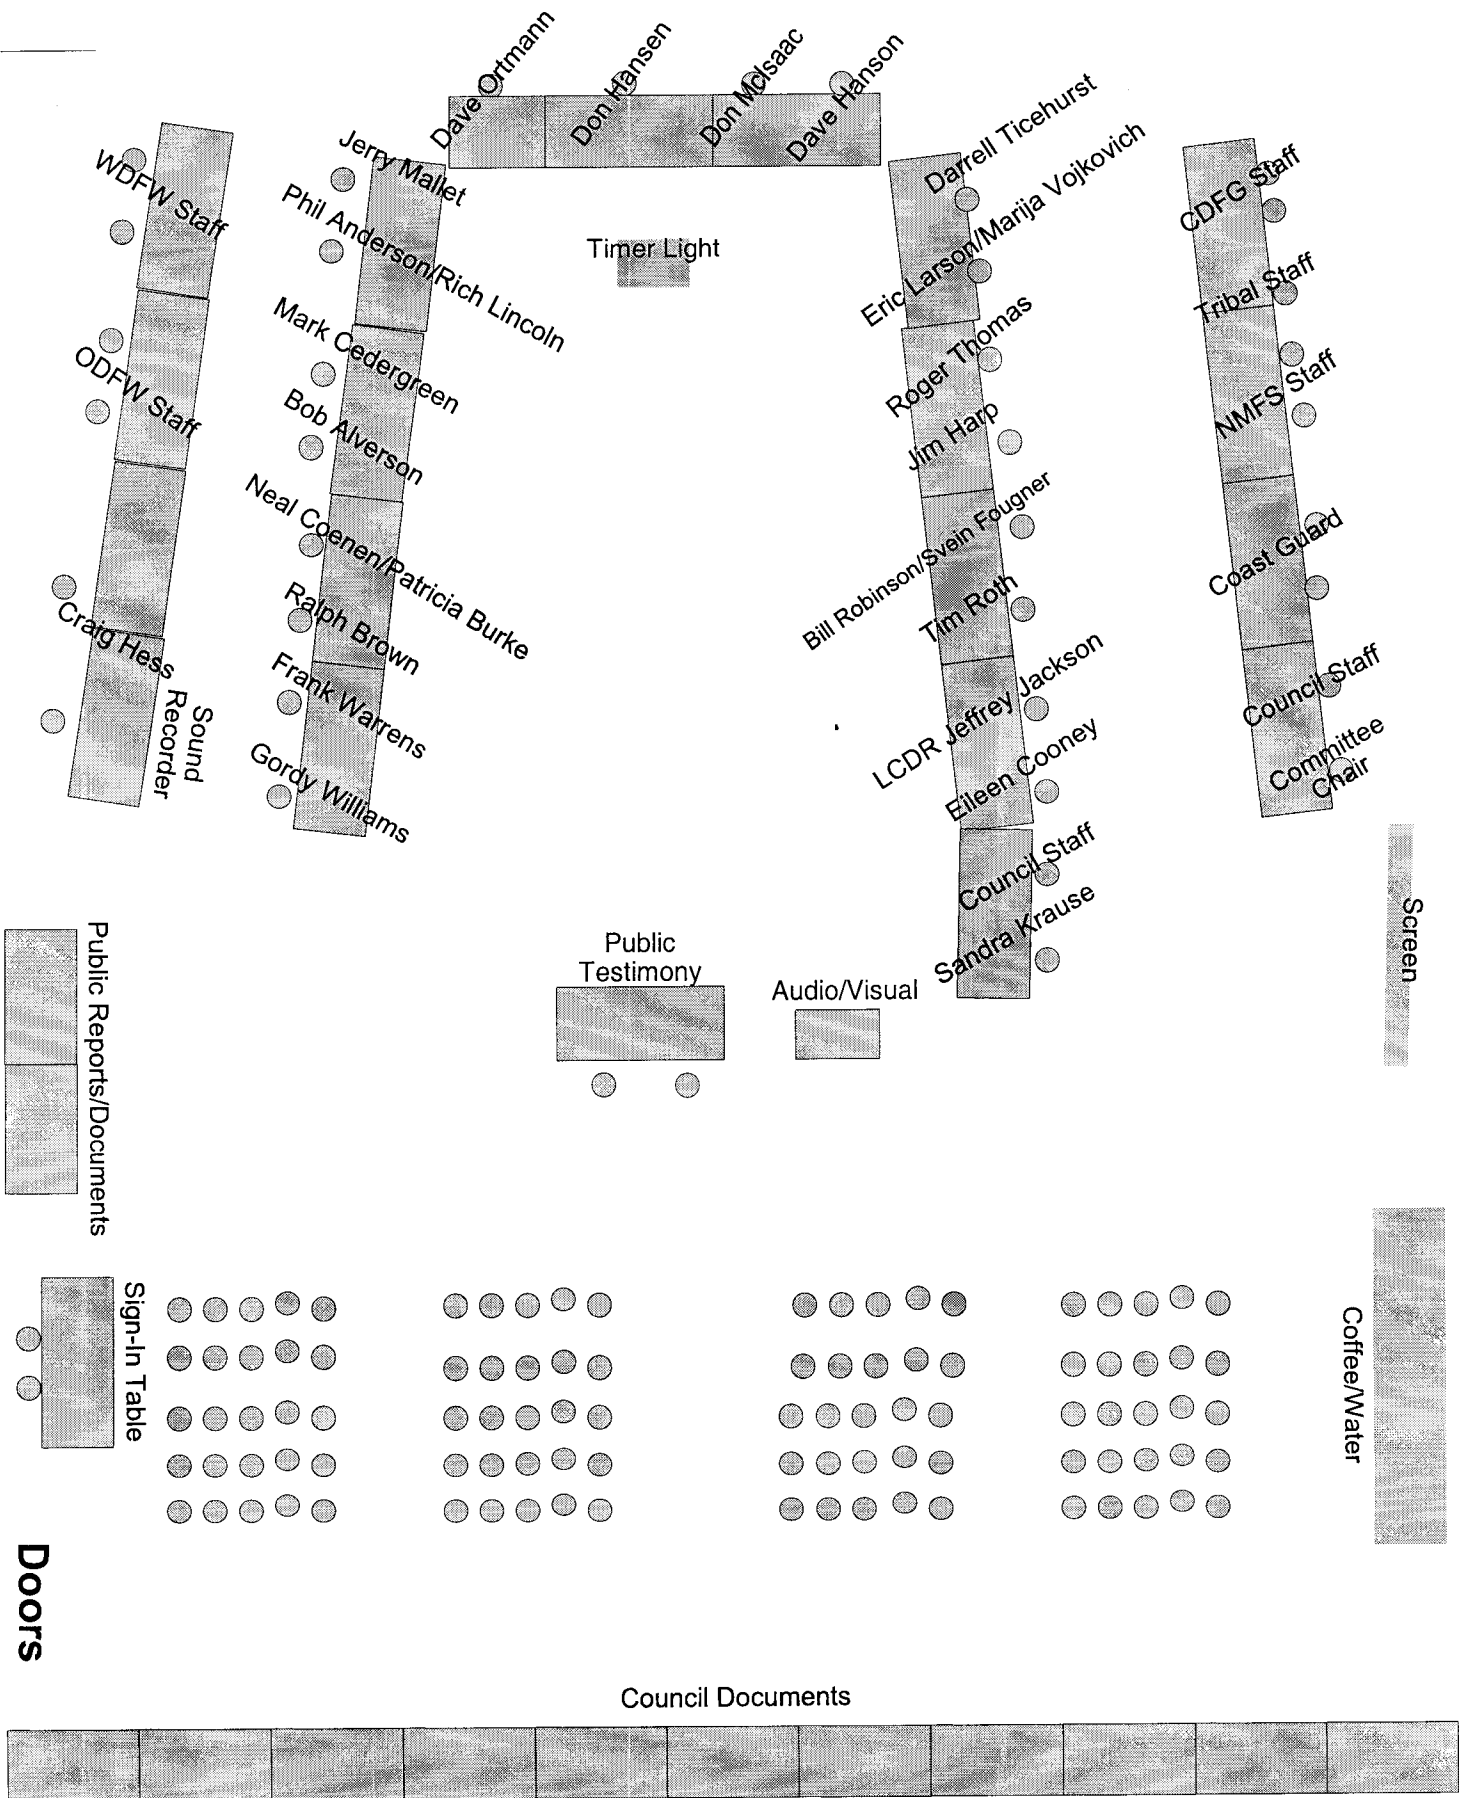 Dave Ortmann
Don Hansen
Don McIsaac
Dave Hanson
WDFW Staff
ODFW Staff
Craig Hess
Sound
Recorder
Jerry Mallet
Phil Anderson/Rich Lincoln
Mark Cedergreen
Bob Alverson
Neal Coenen/Patricia Burke
Ralph Brown
Frank Warrens
Gordy Williams
Timer Light
Darrell Ticehurst
Eric Larson/Marija Vojkovich
Roger Thomas
Jim Harp
Bill Robinson/Svein Fougner
Tim Roth
LCDR Jeffrey Jackson
Eileen Cooney
Council Staff
Sandra Krause
CDFG Staff
Tribal Staff
NMFS Staff
Coast Guard
Council Staff
Committee
Chair
Screen
Public
Testimony
Audio/Visual
Public Reports/Documents
Sign-In Table
Coffee/Water
Doors
Council Documents